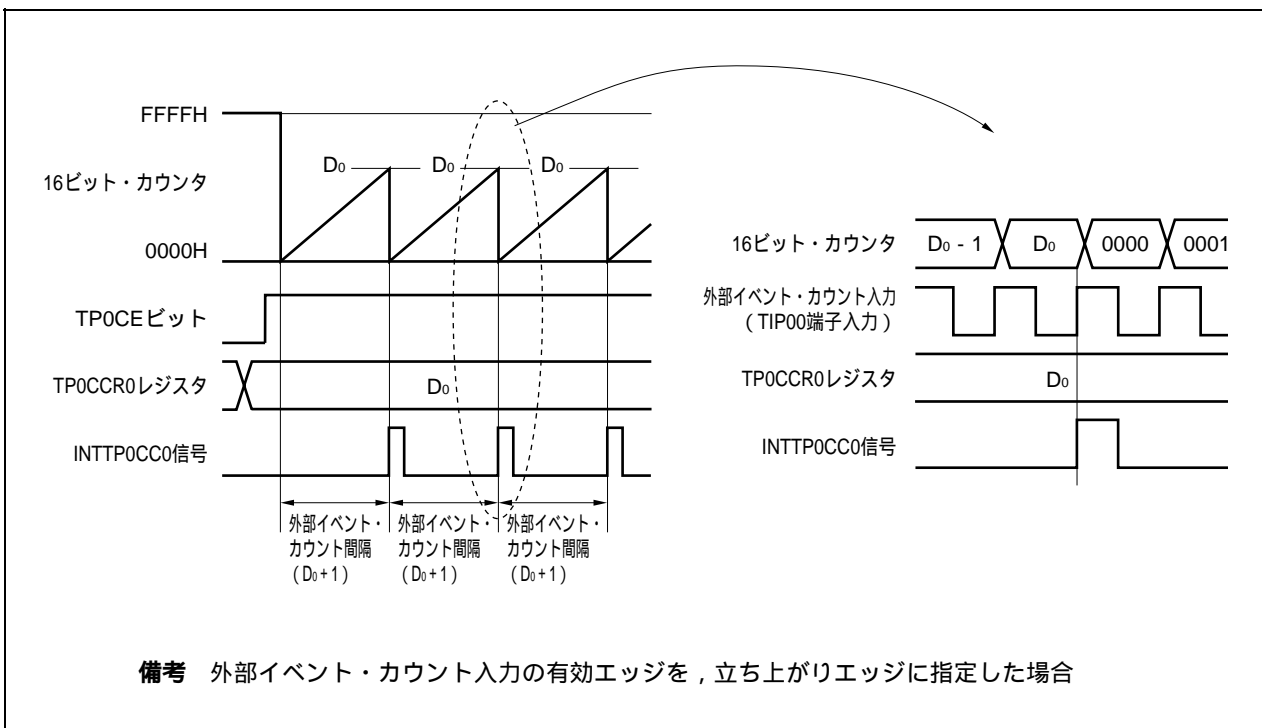 FFFFH
16ビット・カウンタ
0000H
D0 D0 D0
TP0CEビット
TP0CCR0レジスタ
D0
INTTP0CC0信号
外部イベント・
カウント間隔
(D0+1)
外部イベント・
カウント間隔
(D0+1)
外部イベント・
カウント間隔
(D0+1)
16ビット・カウンタ
D0 - 1 D0 0000 0001
外部イベント・カウント入力
(TIP00端子入力)
TP0CCR0レジスタ
D0
INTTP0CC0信号
備考 外部イベント・カウント入力の有効エッジを,立ち上がりエッジに指定した場合